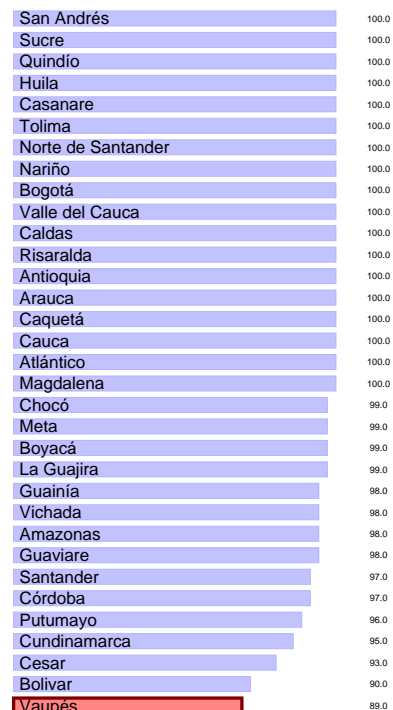 San Andrés 100.0
Sucre 100.0
Quindío 100.0
Huila 100.0
Casanare 100.0
Tolima 100.0
Norte de Santander 100.0
Nariño 100.0
Bogotá 100.0
Valle del Cauca 100.0
Caldas 100.0
Risaralda 100.0
Antioquia 100.0
Arauca 100.0
Caquetá 100.0
Cauca 100.0
Atlántico 100.0
Magdalena 100.0
Chocó 99.0
Meta 99.0
Boyacá 99.0
La Guajira 99.0
Guainía 98.0
Vichada 98.0
Amazonas 98.0
Guaviare 98.0
Santander 97.0
Córdoba 97.0
Putumayo 96.0
Cundinamarca 95.0
Cesar 93.0
Bolivar 90.0
Vaupés 89.0